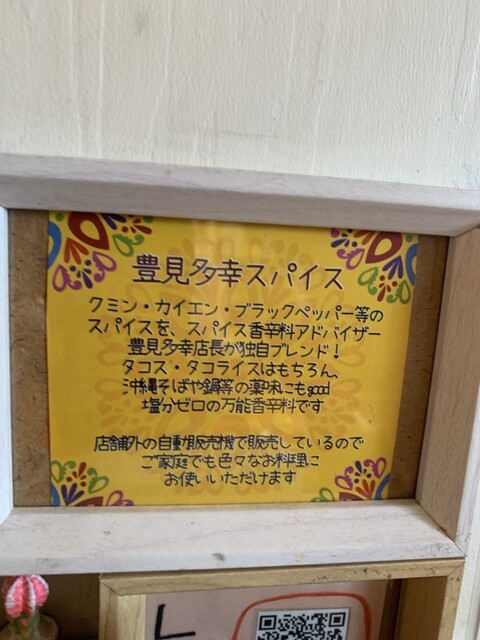 豊見多幸スパイス
クミン・カイエン・ブラックペッパー等の
スパイスを、スパイス香辛料アドバイザー
豊見多幸店長が独自ブレンド!
タコス・タコライスはもちろん、
沖縄そばや鍋等の薬味にもgood
塩分ゼロの万能香辛料です
店舗外の自動販売機で販売しているので
ご家庭でも色々なお料理に
お使いいただけます